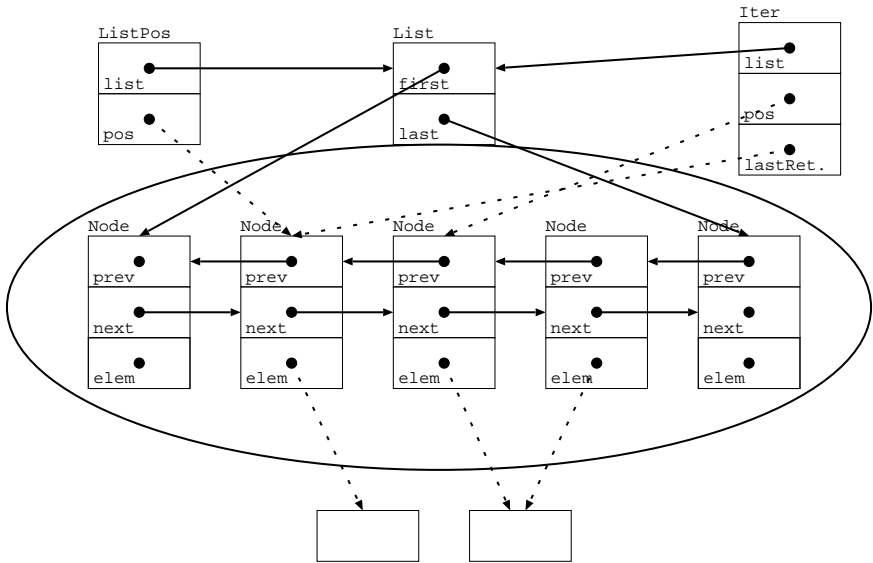 ListPos
list
pos
List
first
last
Iter
list
pos
lastRet.
Node
prev
next
elem
Node
prev
next
elem
Node
prev
next
elem
Node
prev
next
elem
Node
prev
next
elem